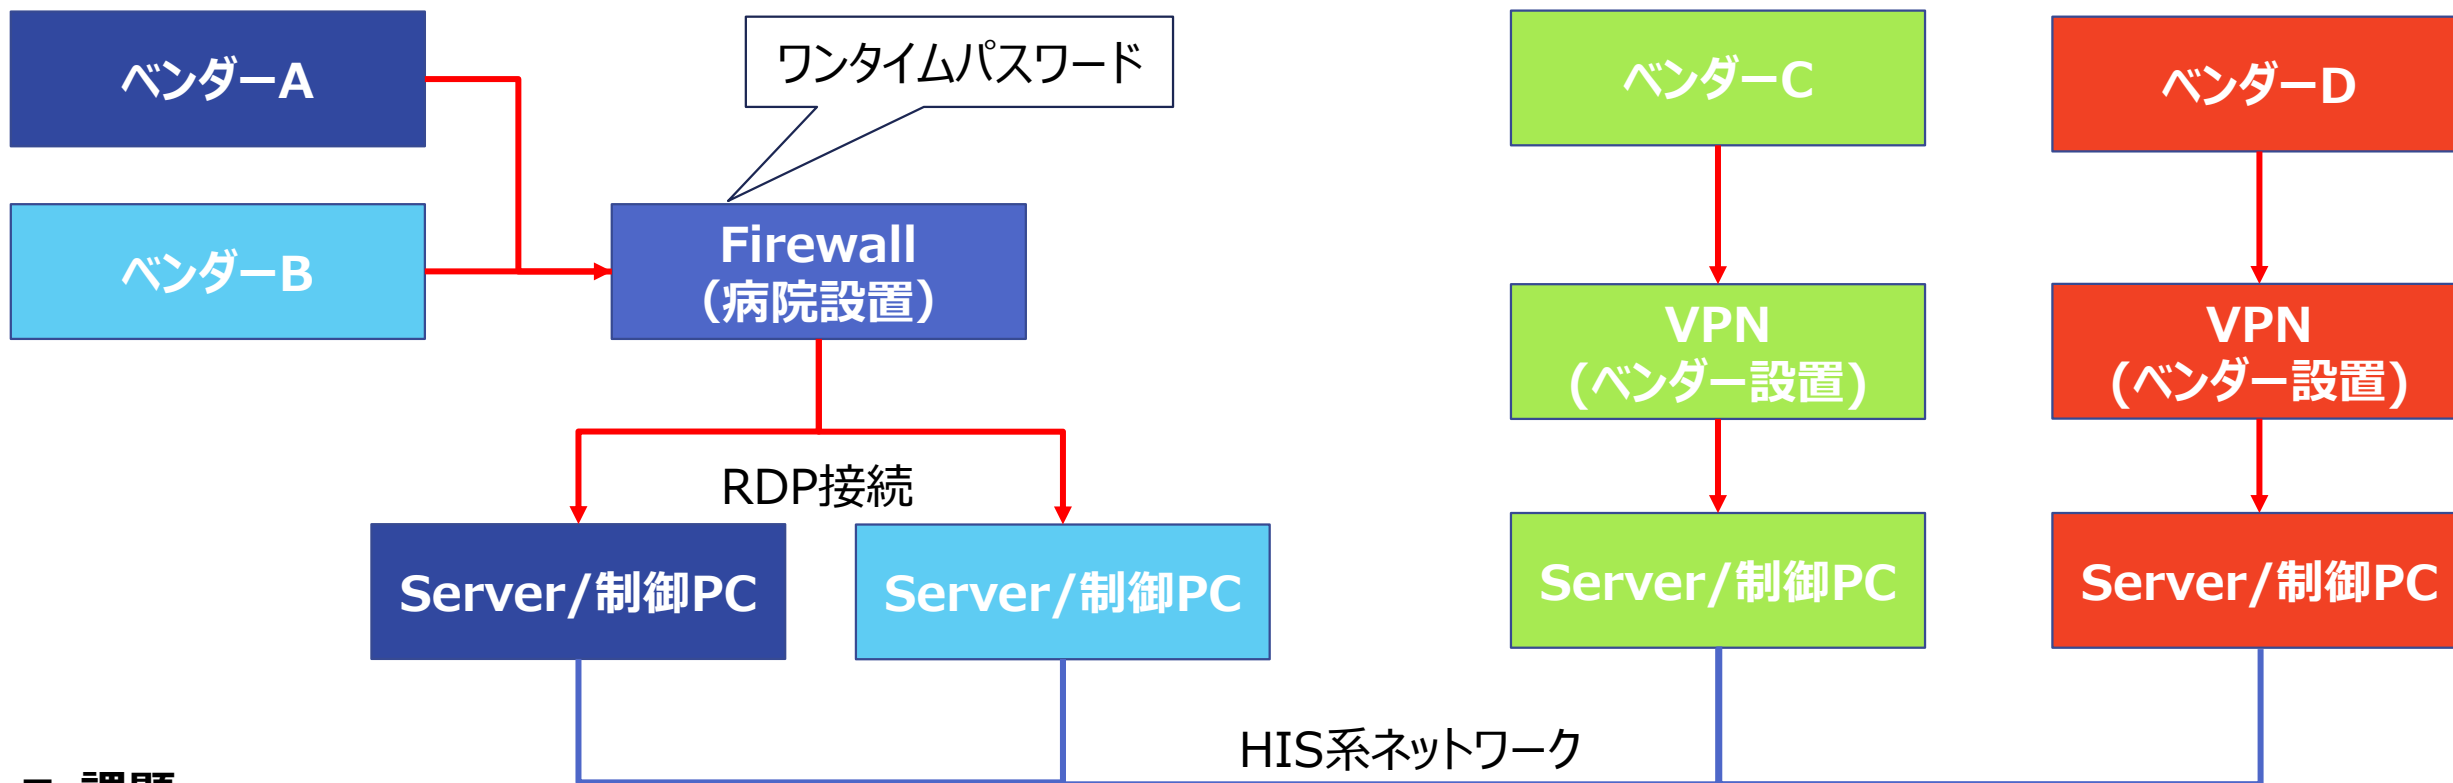 ベンダーA
ワンタイムパスワード
ベンダーC
ベンダーD
ベンダーB
Firewall
（病院設置）
VPN
(ベンダー設置)
VPN
(ベンダー設置)
RDP接続
Server/制御PC
Server/制御PC
Server/制御PC
Server/制御PC
HIS系ネットワーク
課題